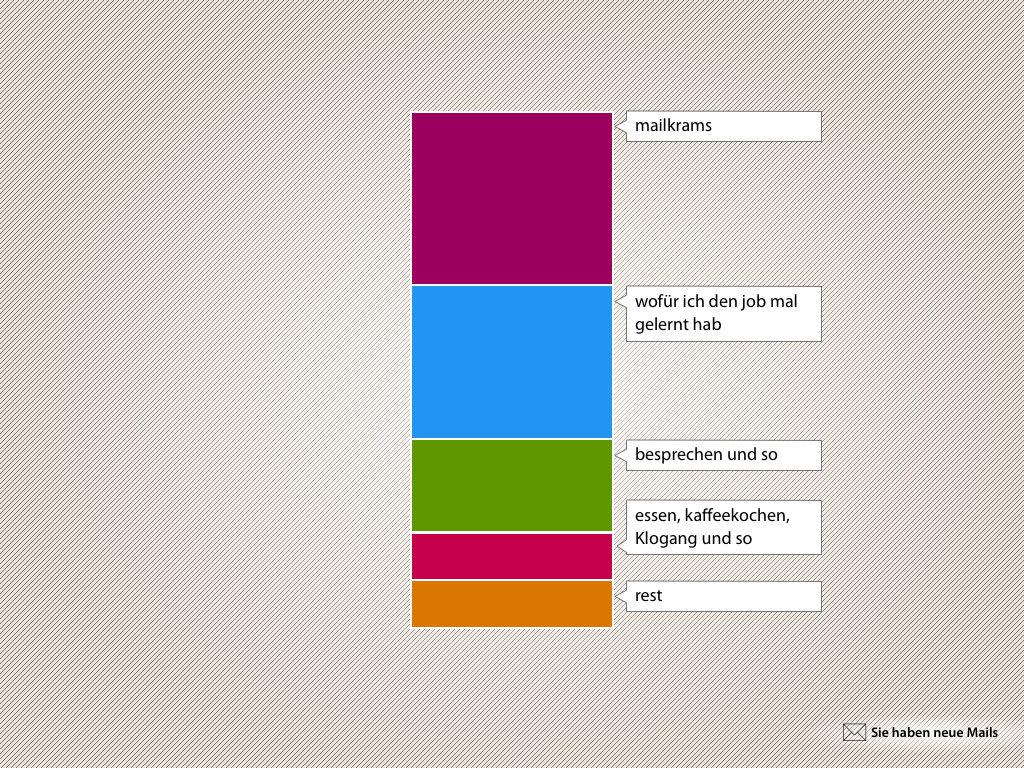 mailkrams
wofür ich den job mal
gelernt hab
besprechen und so
essen, kaffeekochen,
Klogang und so
rest
Sie haben neue Mails